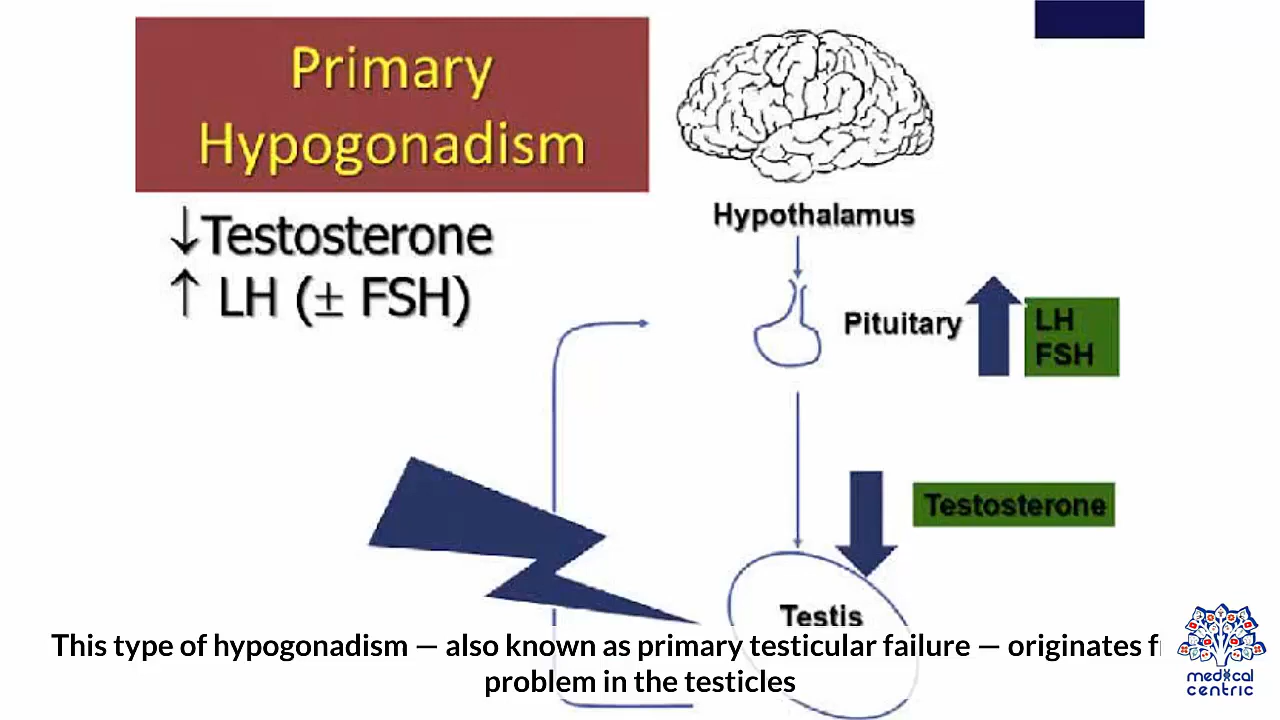 Primary
Hypogonadism
↓Testosterone
↑ LH (± FSH)
Hypothalamus
Pituitary
LH
FSH
Testosterone
Testis
This type of hypogonadism — also known as primary testicular failure — originates
problem in the testicles
medical
centric